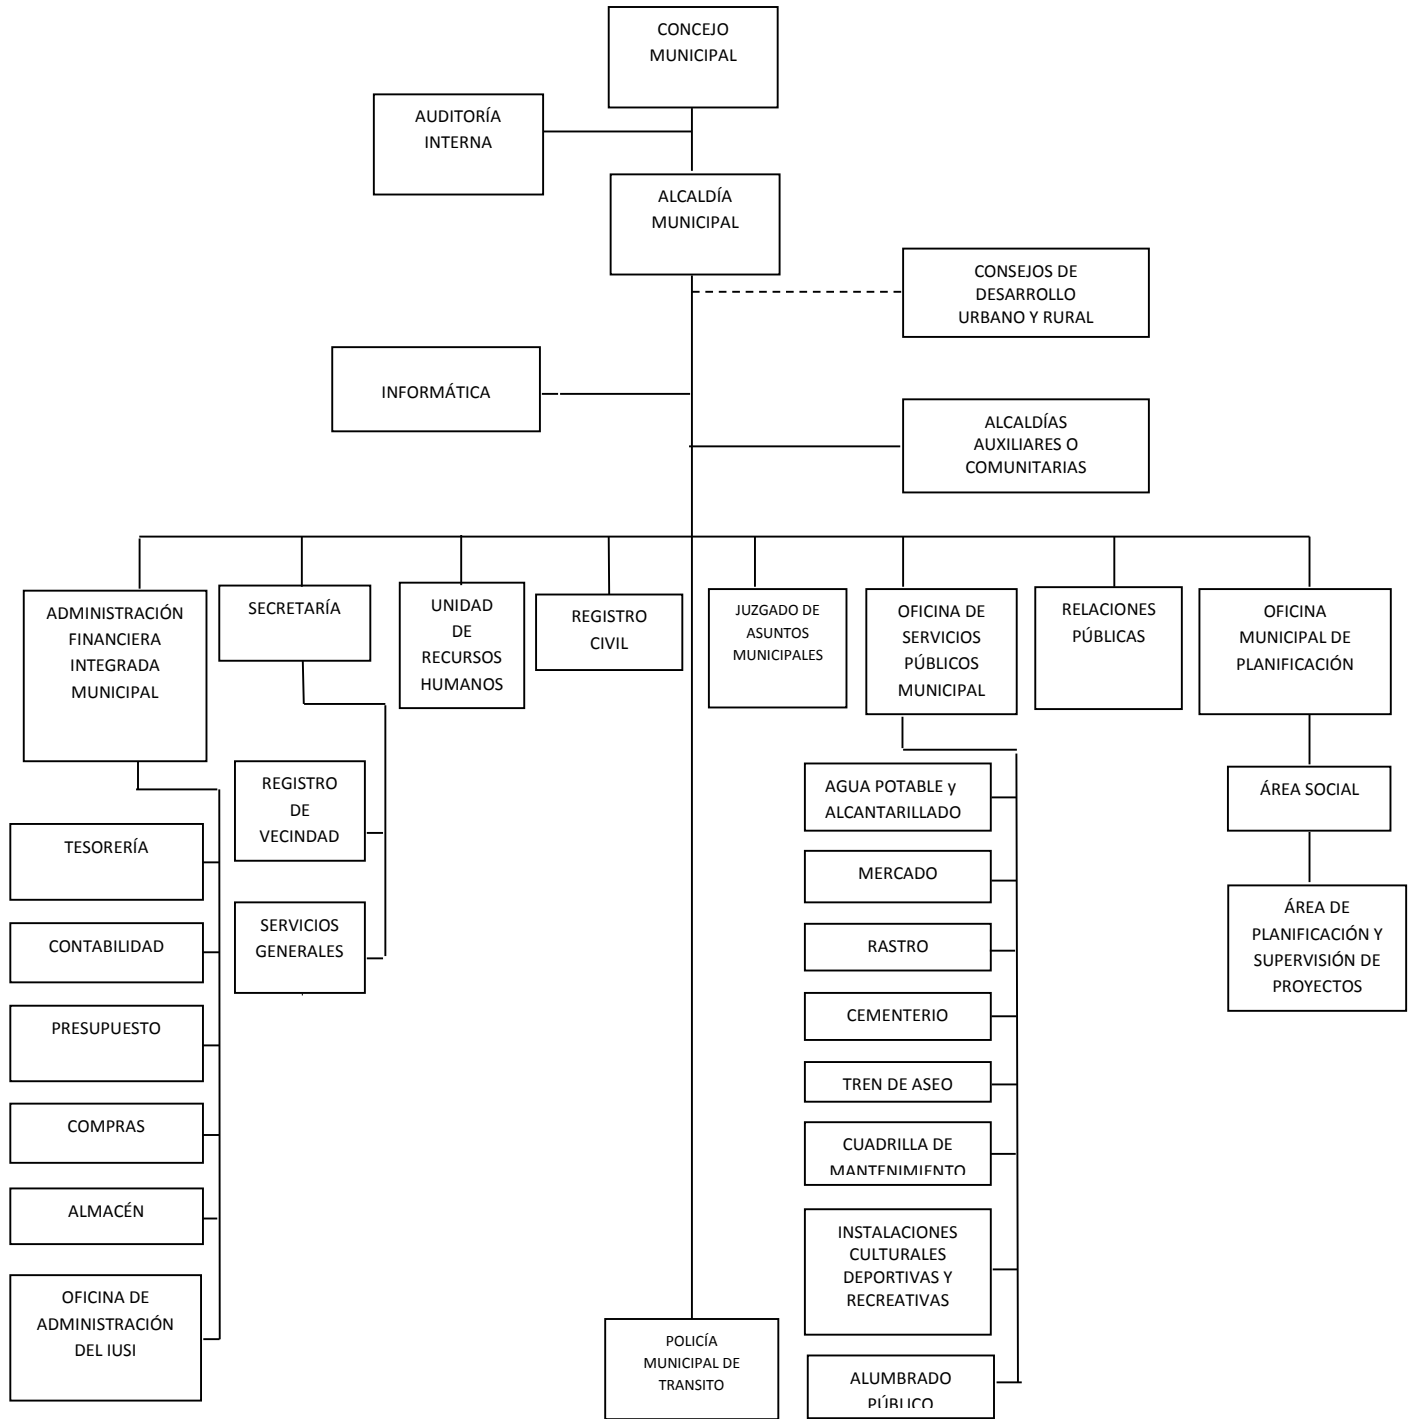 CONCEJO
MUNICIPAL
AUDITORÍA
INTERNA
ALCALDÍA
MUNICIPAL
CONSEJOS DE
DESARROLLO
URBANO Y RURAL
INFORMÁTICA
ALCALDÍAS
AUXILIARES O
COMUNITARIAS
ADMINISTRACIÓN
FINANCIERA
INTEGRADA
MUNICIPAL
SECRETARÍA
UNIDAD
DE
RECURSOS
HUMANOS
REGISTRO
CIVIL
JUZGADO DE
ASUNTOS
MUNICIPALES
OFICINA DE
SERVICIOS
PÚBLICOS
MUNICIPAL
RELACIONES
PÚBLICAS
OFICINA
MUNICIPAL DE
PLANIFICACIÓN
TESORERÍA
CONTABILIDAD
PRESUPUESTO
COMPRAS
ALMACÉN
OFICINA DE
ADMINISTRACIÓN
DEL IUSI
REGISTRO
DE
VECINDAD
SERVICIOS
GENERALES
POLICÍA
MUNICIPAL DE
TRANSITO
AGUA POTABLE y
ALCANTARILLADO
MERCADO
RASTRO
CEMENTERIO
TREN DE ASEO
CUADRILLA DE
MANTENIMIENTO
INSTALACIONES
CULTURALES
DEPORTIVAS Y
RECREATIVAS
ALUMBRADO
PÚBLICO
ÁREA SOCIAL
ÁREA DE
PLANIFICACIÓN Y
SUPERVISIÓN DE
PROYECTOS